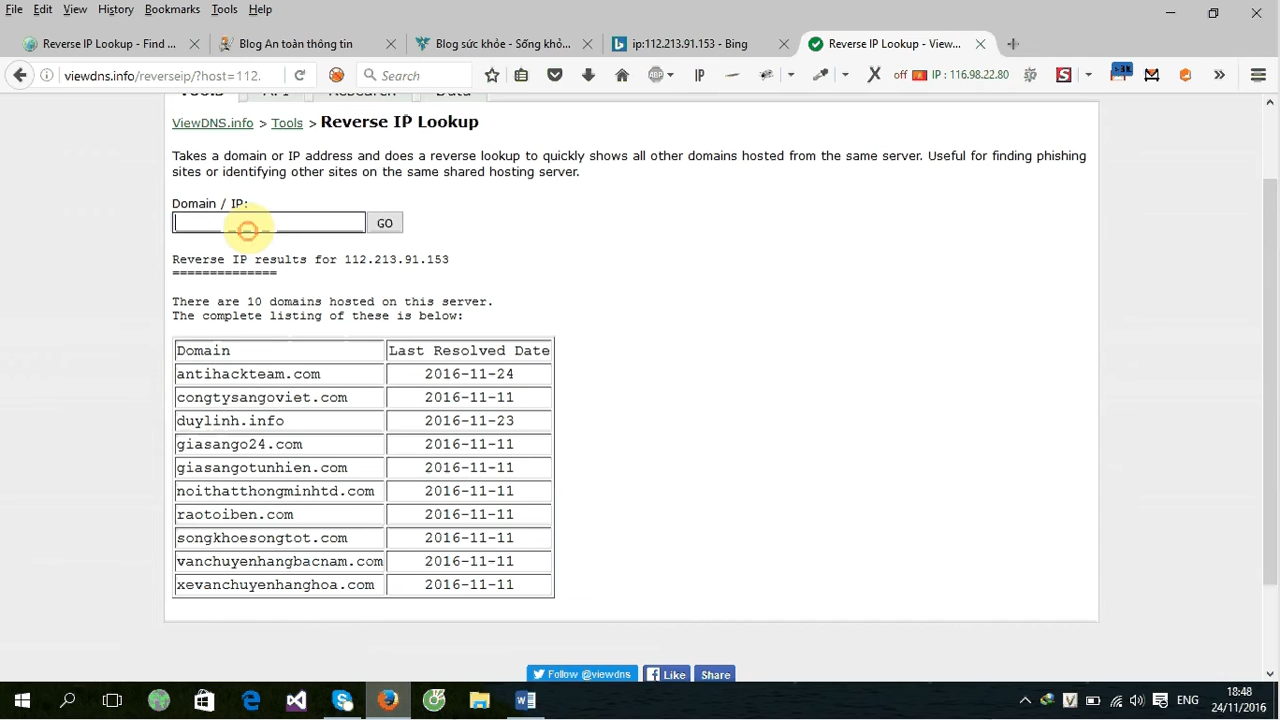 File Edit View History Bookmarks Tools Help
Reverse IP Lookup - Find ... Blog An toàn thông tin Blog sức khỏe - Sống khỏ... ip:112.213.91.153 - Bing Reverse IP Lookup - View...
viewdns.info/reverseip/?host=112. Search ABP IP off IP : 116.98.22.80 >3k
Tools API Research Data
ViewDNS.info > Tools > Reverse IP Lookup
Takes a domain or IP address and does a reverse lookup to quickly shows all other domains hosted from the same server. Useful for finding phishing
sites or identifying other sites on the same shared hosting server.
Domain / IP:
GO
Reverse IP results for 112.213.91.153
==============
There are 10 domains hosted on this server.
The complete listing of these is below:
Domain Last Resolved Date
antihackteam.com 2016-11-24
congtysangoviet.com 2016-11-11
duylinh.info 2016-11-23
giasango24.com 2016-11-11
giasangotunhien.com 2016-11-11
noithatthongminhtd.com 2016-11-11
raotoiben.com 2016-11-11
songkhoesongtot.com 2016-11-11
vanchuyenhangbacnam.com 2016-11-11
xevanchuyenhanghoa.com 2016-11-11
Follow @viewdns Like Share
ENG 18:48
24/11/2016